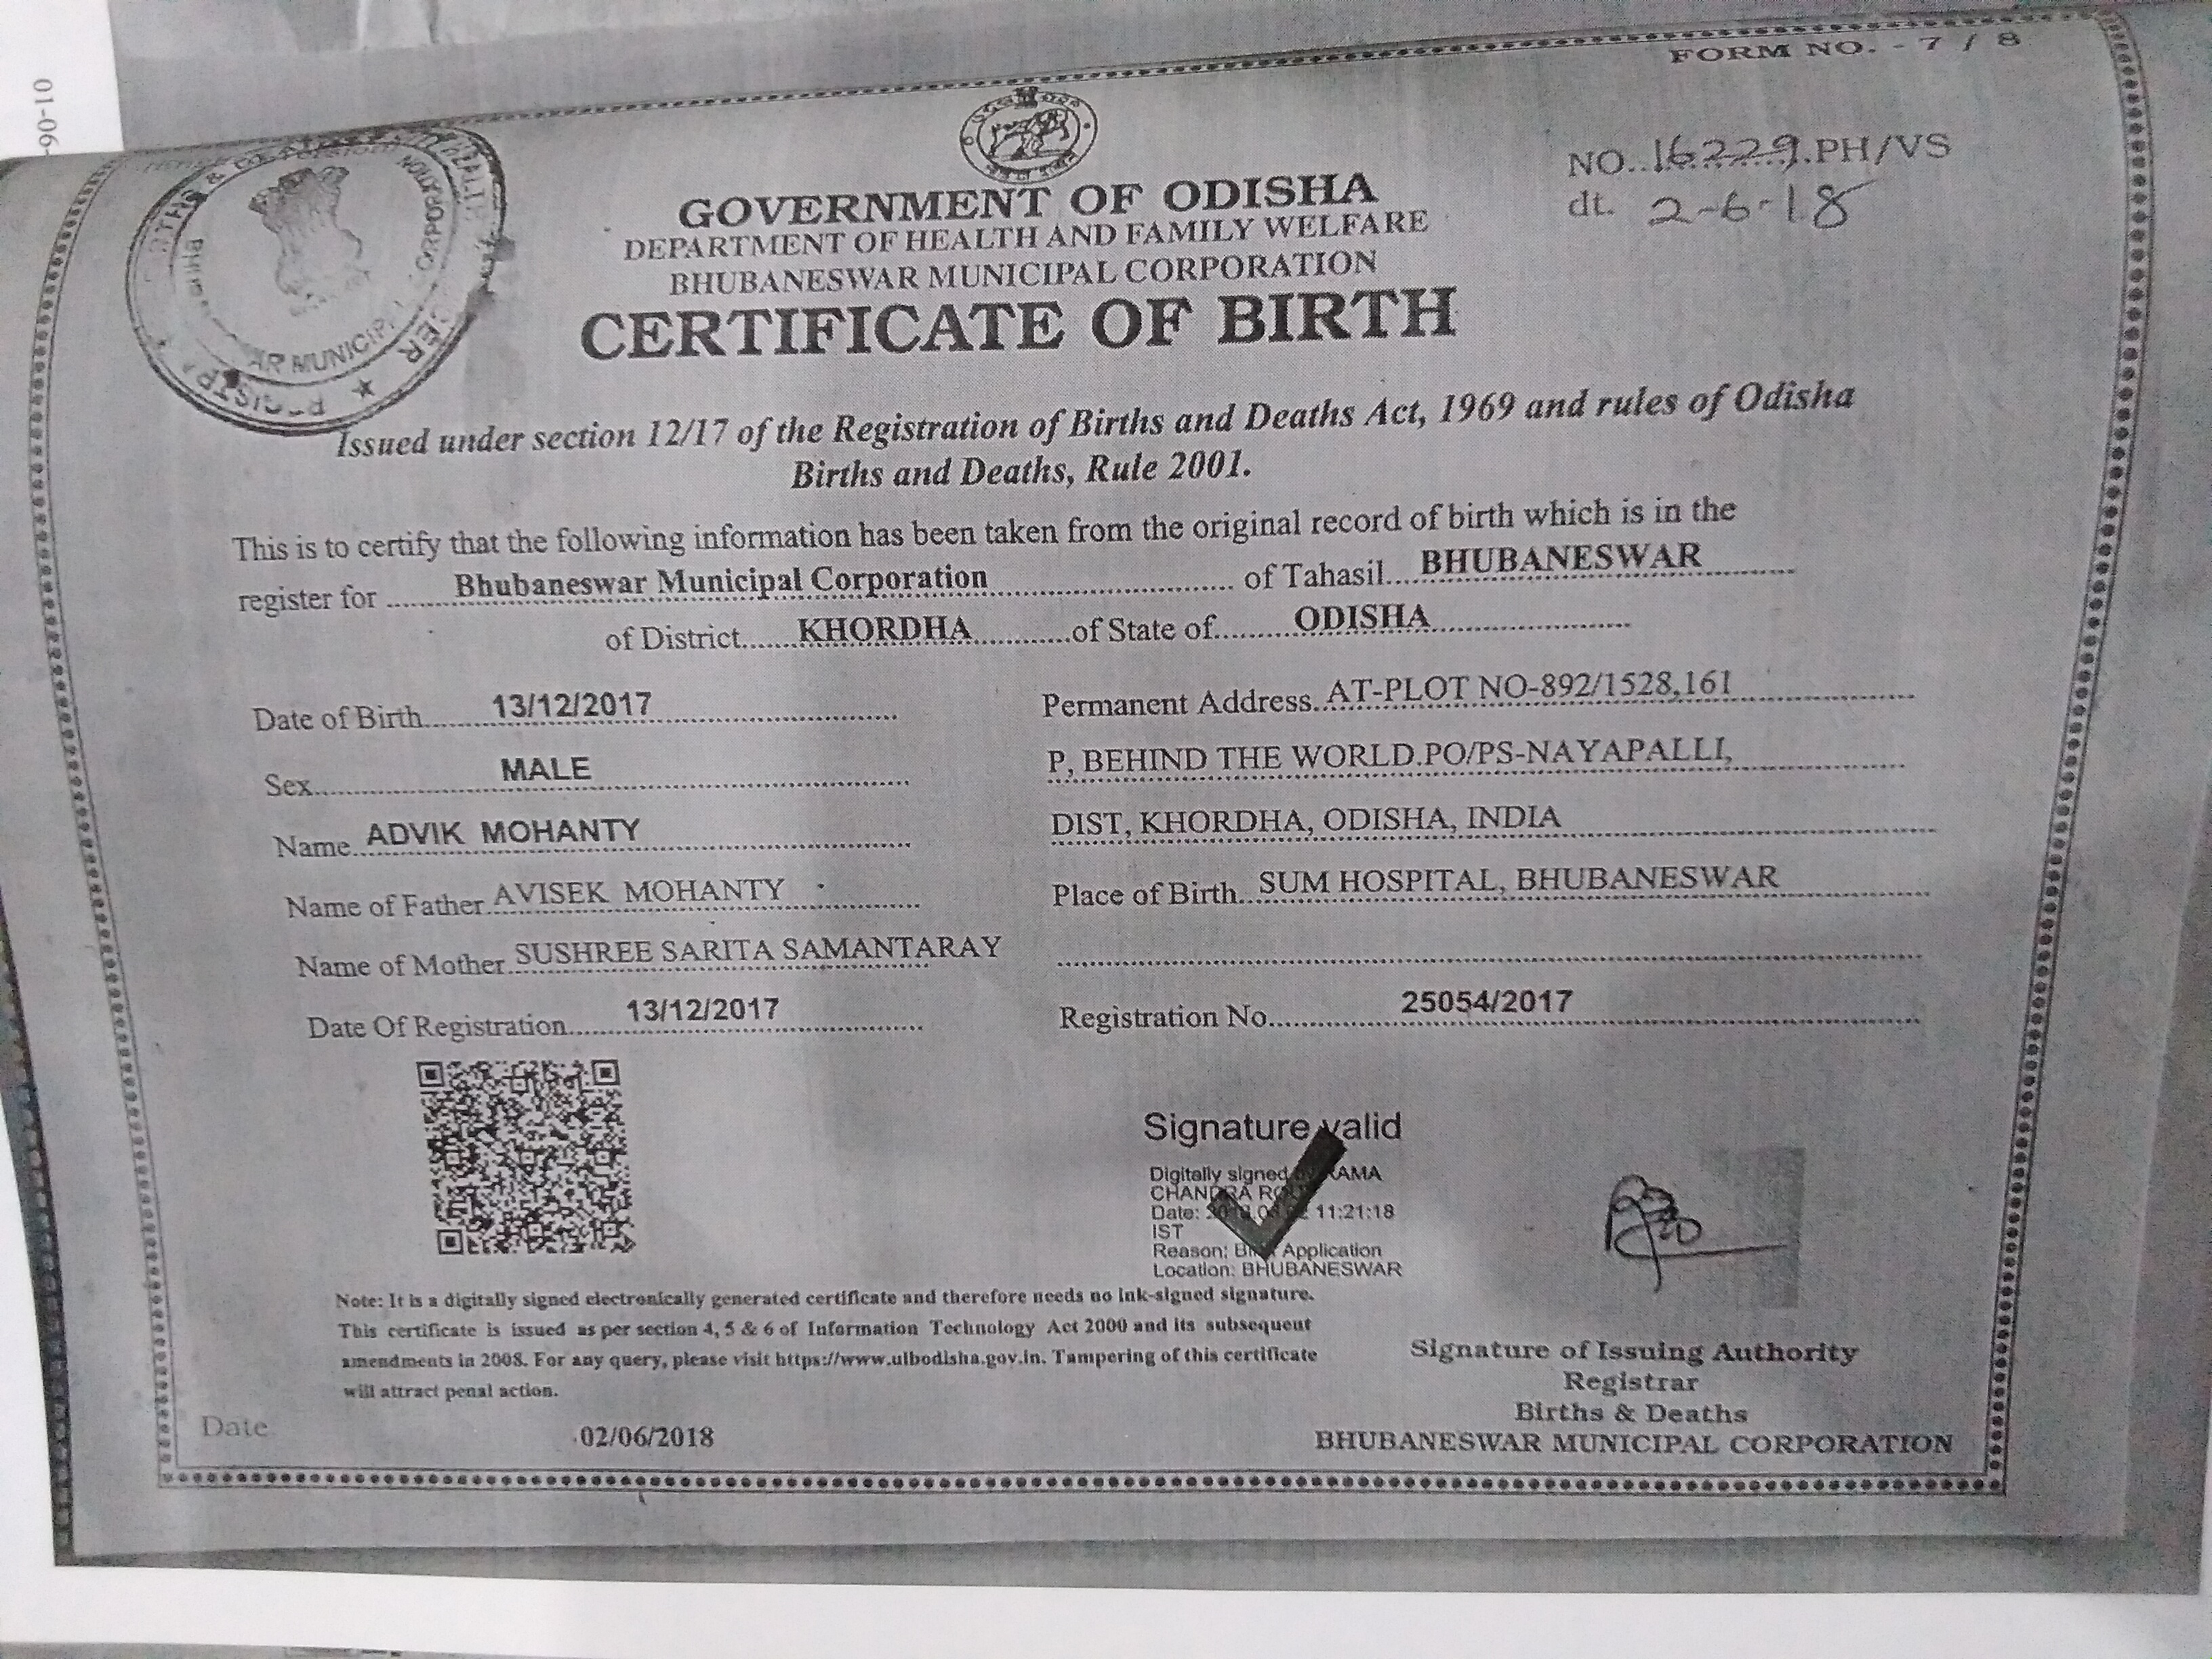 01-06-
FORM NO. - 7 / 8
NO..16229.PH/VS
dt. 2-6-18
GOVERNMENT OF ODISHA
DEPARTMENT OF HEALTH AND FAMILY WELFARE
BHUBANESWAR MUNICIPAL CORPORATION
CERTIFICATE OF BIRTH
Issued under section 12/17 of the Registration of Births and Deaths Act, 1969 and rules of Odisha
Births and Deaths, Rule 2001.
This is to certify that the following information has been taken from the original record of birth which is in the
register for ........Bhubaneswar Municipal Corporation............................... of Tahasil....BHUBANESWAR............
of District......KHORDHA............of State of.........ODISHA..........................
Date of Birth.......... 13/12/2017 Permanent Address..AT-PLOT NO-892/1528,161
Sex.......... MALE P, BEHIND THE WORLD.PO/PS-NAYAPALLI,
Name..ADVIK MOHANTY DIST, KHORDHA, ODISHA, INDIA
Name of Father..AVISEK MOHANTY Place of Birth...SUM HOSPITAL, BHUBANESWAR
Name of Mother..SUSHREE SARITA SAMANTARAY
Date Of Registration.......... 13/12/2017 Registration No.......... 25054/2017
Signature valid
Digitally signed RAMA
CHANDRA
Date: 11:21:18
IST
Reason: Application
Location: BHUBANESWAR
Note: It is a digitally signed electronically generated certificate and therefore needs no ink-signed signature.
This certificate is issued as per section 4, 5 & 6 of Information Technology Act 2000 and its subsequent
amendments in 2008. For any query, please visit https://www.ulbodisha.gov.in. Tampering of this certificate
will attract penal action.
Signature of Issuing Authority
Registrar
Births & Deaths
BHUBANESWAR MUNICIPAL CORPORATION
Date 02/06/2018